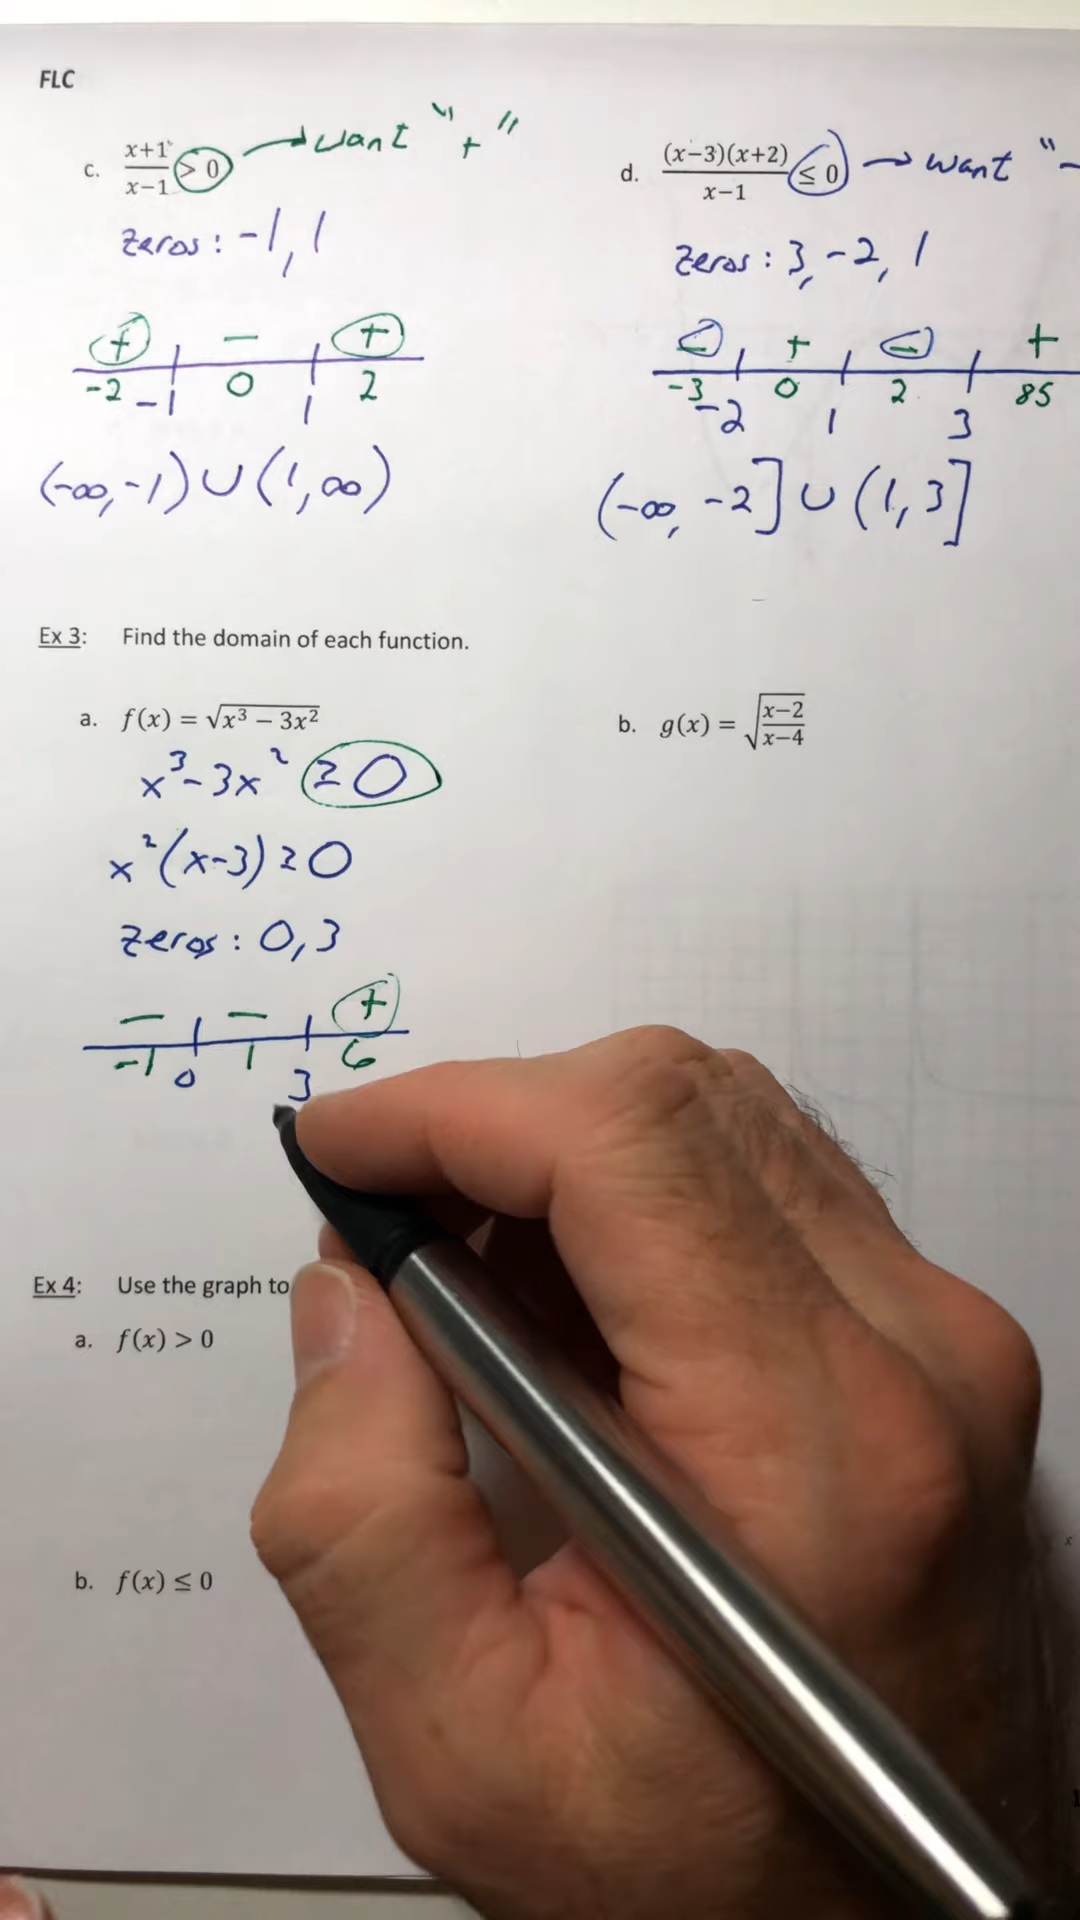 FLC
c. x+1/x−1 > 0 → want "+"
zeros: -1, 1
+ − +
-2 -1 0 1 2
(-∞, -1) ∪ (1, ∞)
d. (x−3)(x+2)/x−1 ≤ 0 → want "−
zeros: 3, -2, 1
− + − +
-3 0 2 85
-2 1 3
(-∞, -2] ∪ (1, 3]
Ex 3: Find the domain of each function.
a. f(x) = √x³ − 3x²
x³ - 3x² ≥ 0
x²(x-3) ≥ 0
zeros: 0, 3
− − +
-1 0 1 3 6
b. g(x) = √x−2/x−4
Ex 4: Use the graph to
a. f(x) > 0
b. f(x) ≤ 0
x